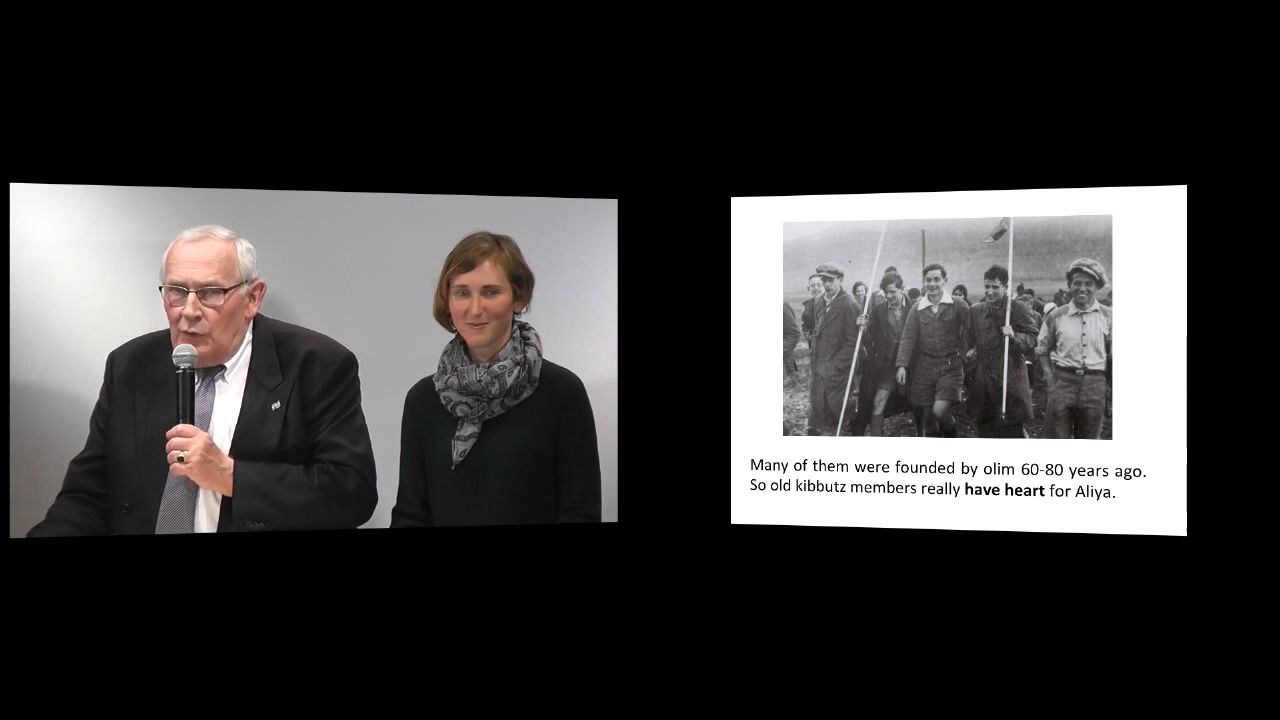 Many of them were founded by olim 60-80 years ago.
So old kibbutz members really have heart for Aliya.